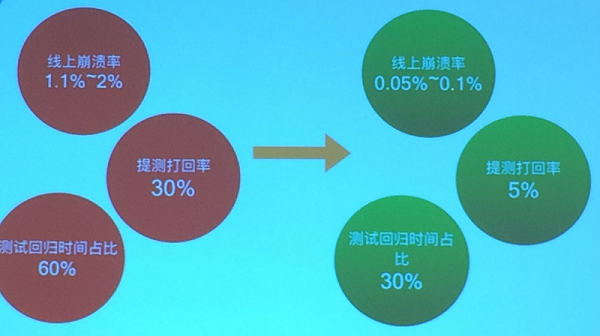 线上崩溃率
1.1%~2%
提测打回率
30%
测试回归时间占比
60%
线上崩溃率
0.05%~0.1%
提测打回率
5%
测试回归时间占
比
30%